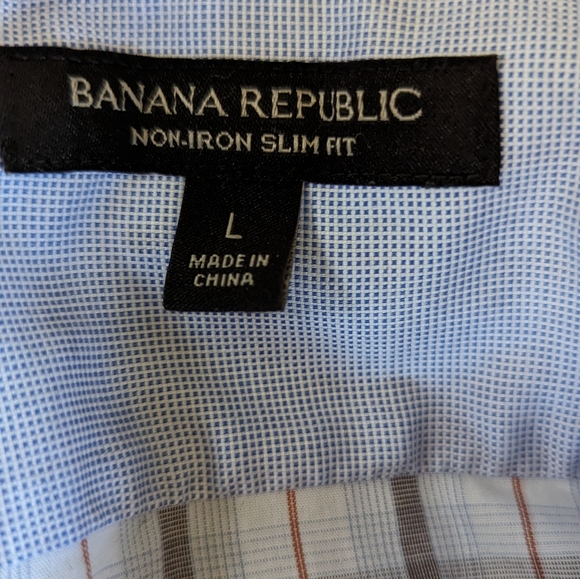 BANANA REPUBLIC
NON-IRON SLIM FIT
L
MADE IN
CHINA